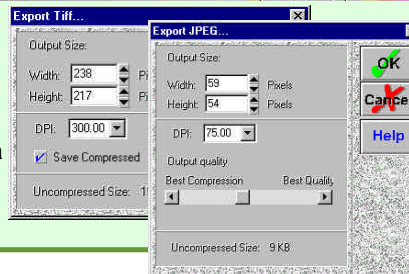 Export Tiff...
Output Size:
Width: 238
Height: 217
DPI: 300.00
Save Compressed
Uncompressed Size:
Export JPEG...
Output Size:
Width: 59 Pixels
Height: 54 Pixels
DPI: 75.00
Output quality
Best Compression Best Quality
Uncompressed Size: 9 KB
OK
Cancel
Help